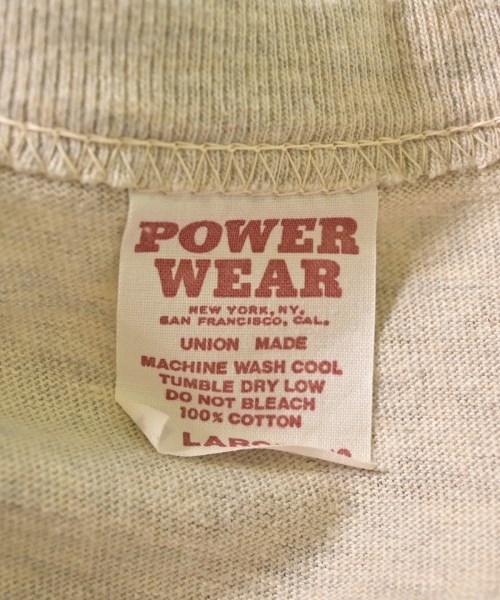 POWER
WEAR
NEW YORK, NY.
SAN FRANCISCO, CAL.
UNION MADE
MACHINE WASH COOL
TUMBLE DRY LOW
DO NOT BLEACH
100% COTTON